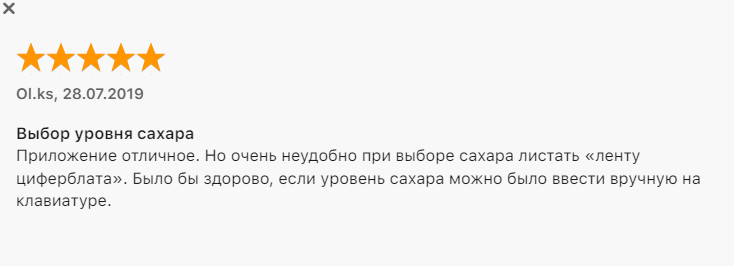 Ol.ks, 28.07.2019
Выбор уровня сахара
Приложение отличное. Но очень неудобно при выборе сахара листать «ленту
циферблата». Было бы здорово, если уровень сахара можно было ввести вручную на
клавиатуре.